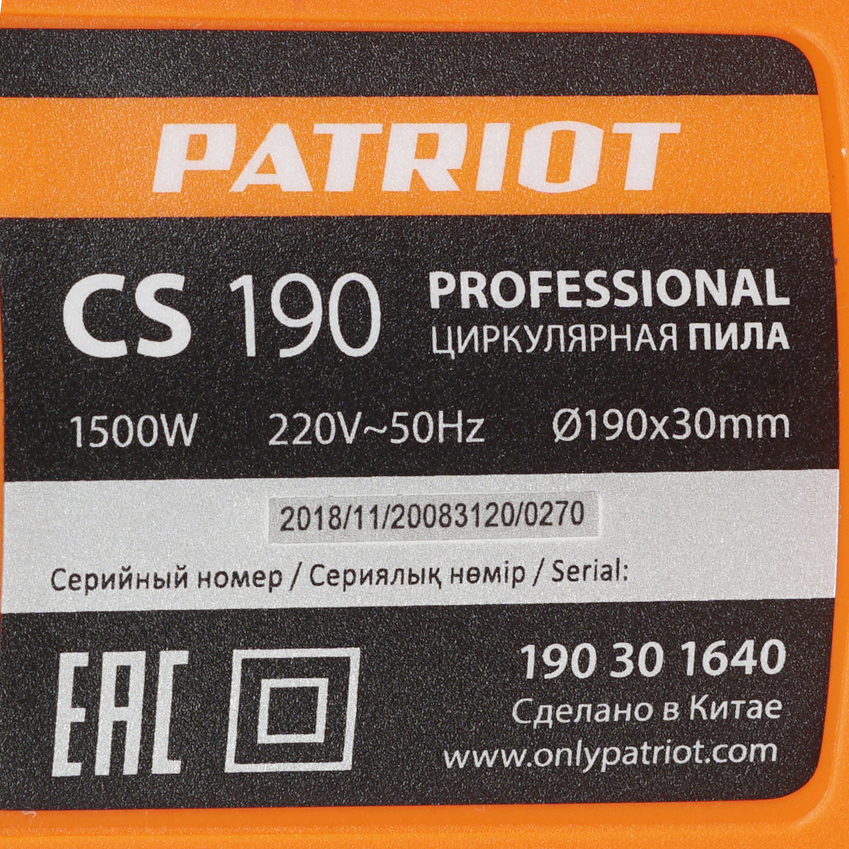 PATRIOT
CS 190 PROFESSIONAL
ЦИРКУЛЯРНАЯ ПИЛА
1500W 220V~50Hz Ø190x30mm
2018/11/20083120/0270
Серийный номер / Сериялық нөмір / Serial:
EAC
190 30 1640
Сделано в Китае
www.onlypatriot.com